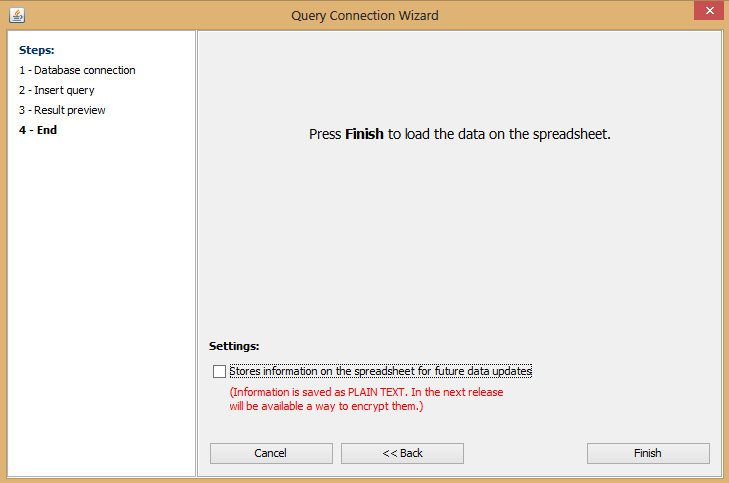 Query Connection Wizard
Steps:
1 - Database connection
2 - Insert query
3 - Result preview
4 - End
Press Finish to load the data on the spreadsheet.
Settings:
Stores information on the spreadsheet for future data updates
(Information is saved as PLAIN TEXT. In the next release
will be available a way to encrypt them.)
Cancel
<< Back
Finish